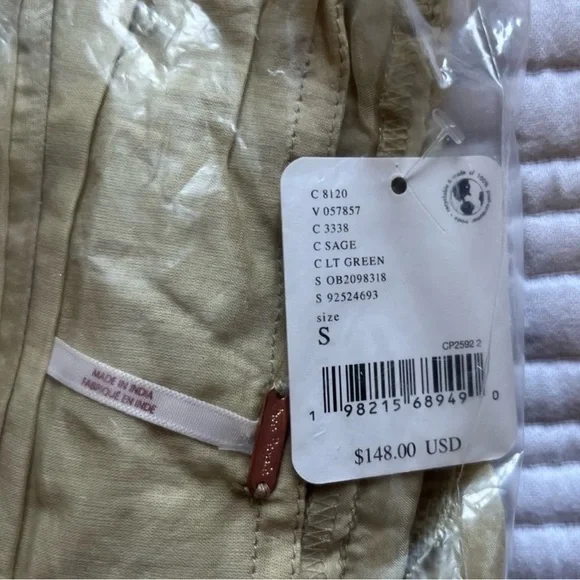 C 8120
V 057857
C 3338
C SAGE
C LT GREEN
S OB2098318
S 92524693
size
S
CP2592 2
1 98215 68949 0
$148.00 USD
MADE IN INDIA
FABRIQUÉ EN INDE